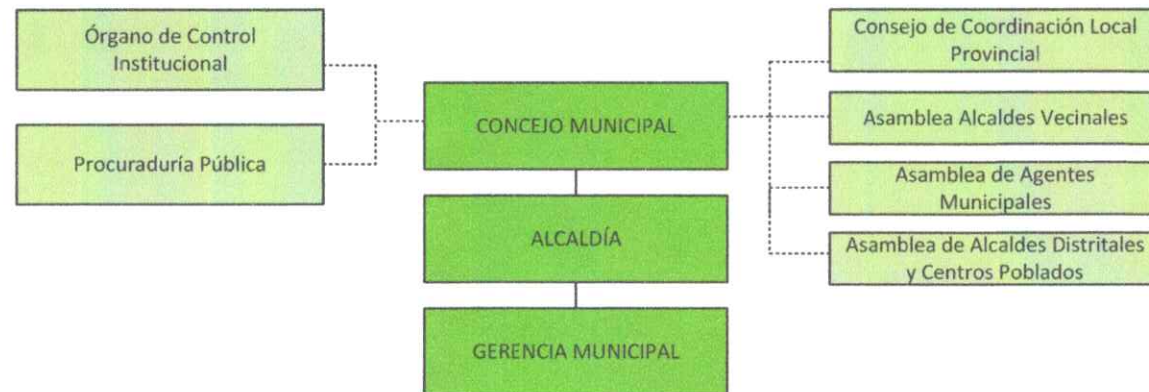 Órgano de Control
Institucional
Procuraduría Pública
CONCEJO MUNICIPAL
ALCALDÍA
GERENCIA MUNICIPAL
Consejo de Coordinación Local
Provincial
Asamblea Alcaldes Vecinales
Asamblea de Agentes
Municipales
Asamblea de Alcaldes Distritales
y Centros Poblados